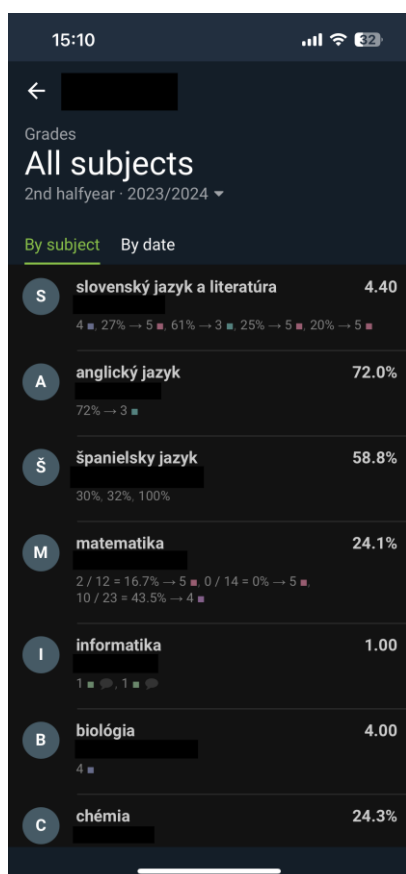 15:10
32
Grades
All subjects
2nd halfyear · 2023/2024
By subject By date
S slovenský jazyk a literatúra 4.40
4 ■, 27% → 5 ■, 61% → 3 ■, 25% → 5 ■, 20% → 5 ■
A anglický jazyk 72.0%
72% → 3 ■
Š španielsky jazyk 58.8%
30%, 32%, 100%
M matematika 24.1%
2 / 12 = 16.7% → 5 ■, 0 / 14 = 0% → 5 ■,
10 / 23 = 43.5% → 4 ■
I informatika 1.00
1 ■, 1 ■
B biológia 4.00
4 ■
C chémia 24.3%